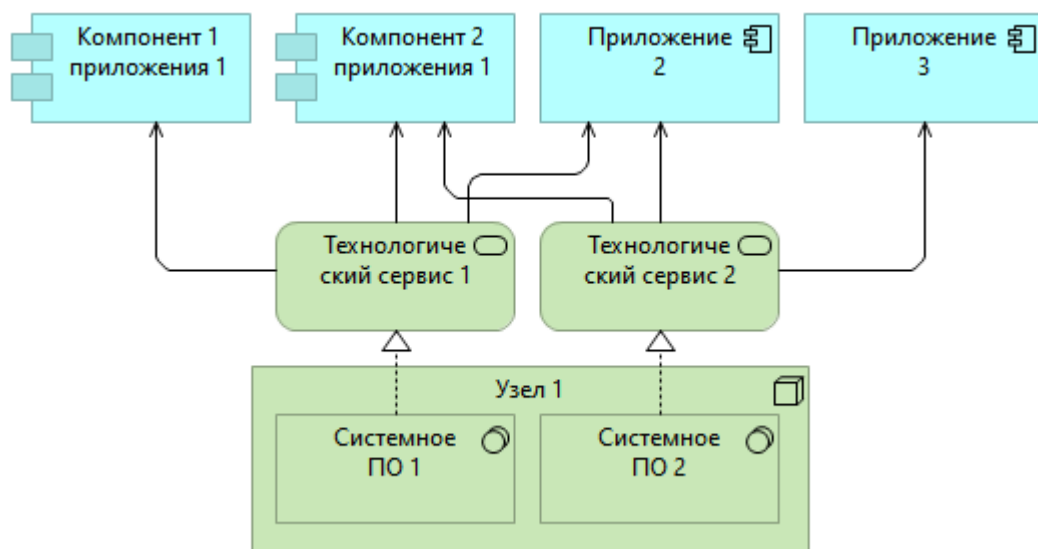 Компонент 1
приложения 1
Компонент 2
приложения 1
Приложение
2
Приложение
3
Технологиче
ский сервис 1
Технологиче
ский сервис 2
Узел 1
Системное
ПО 1
Системное
ПО 2